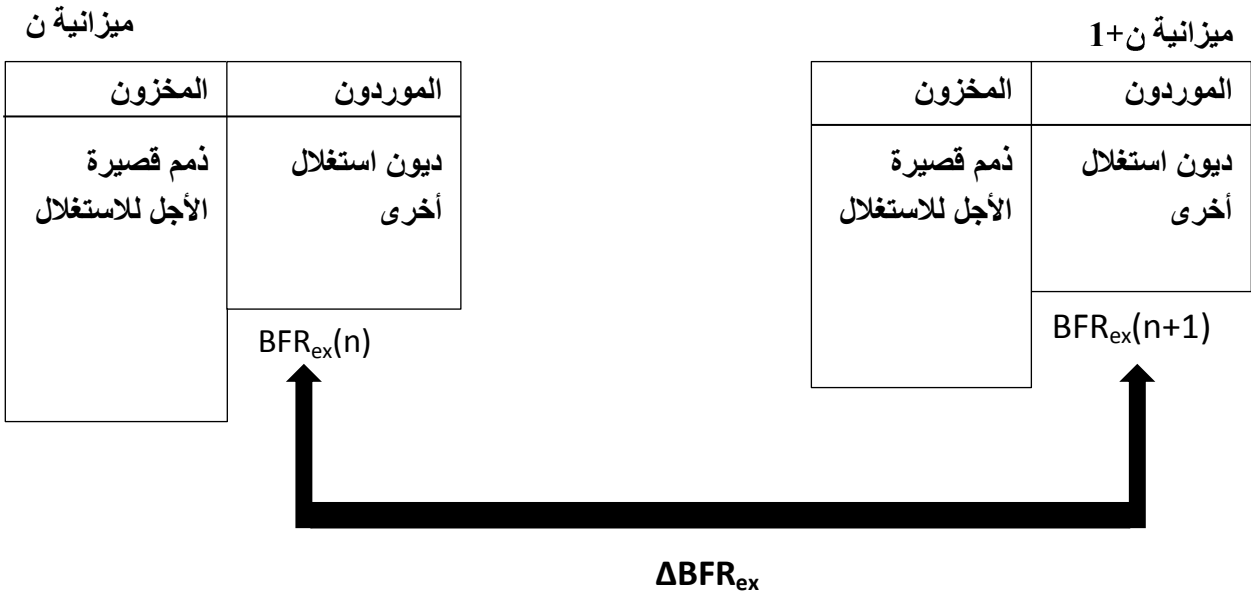 ميزانية ن
ميزانية ن+1
المخزون
الموردون
ذمم قصيرة
الأجل للاستغلال
ديون استغلال
أخرى
BFRex(n)
المخزون
الموردون
ذمم قصيرة
الأجل للاستغلال
ديون استغلال
أخرى
BFRex(n+1)
ΔBFRex